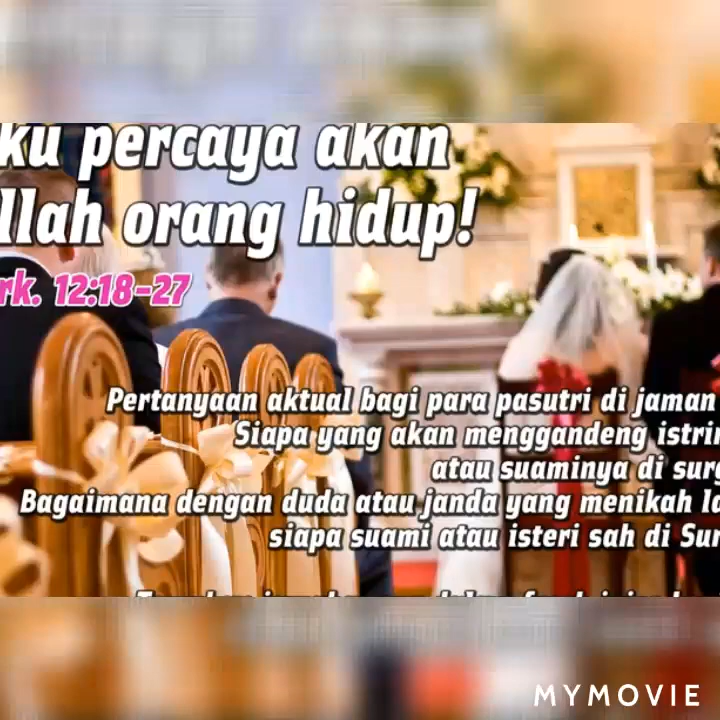 ku percaya akan
llah orang hidup!
rk. 12:18-27
Pertanyaan aktual bagi para pasutri di jaman
Siapa yang akan menggandeng istrin
atau suaminya di surg
Bagaimana dengan duda atau janda yang menikah la
siapa suami atau isteri sah di Sur
MYMOVIE